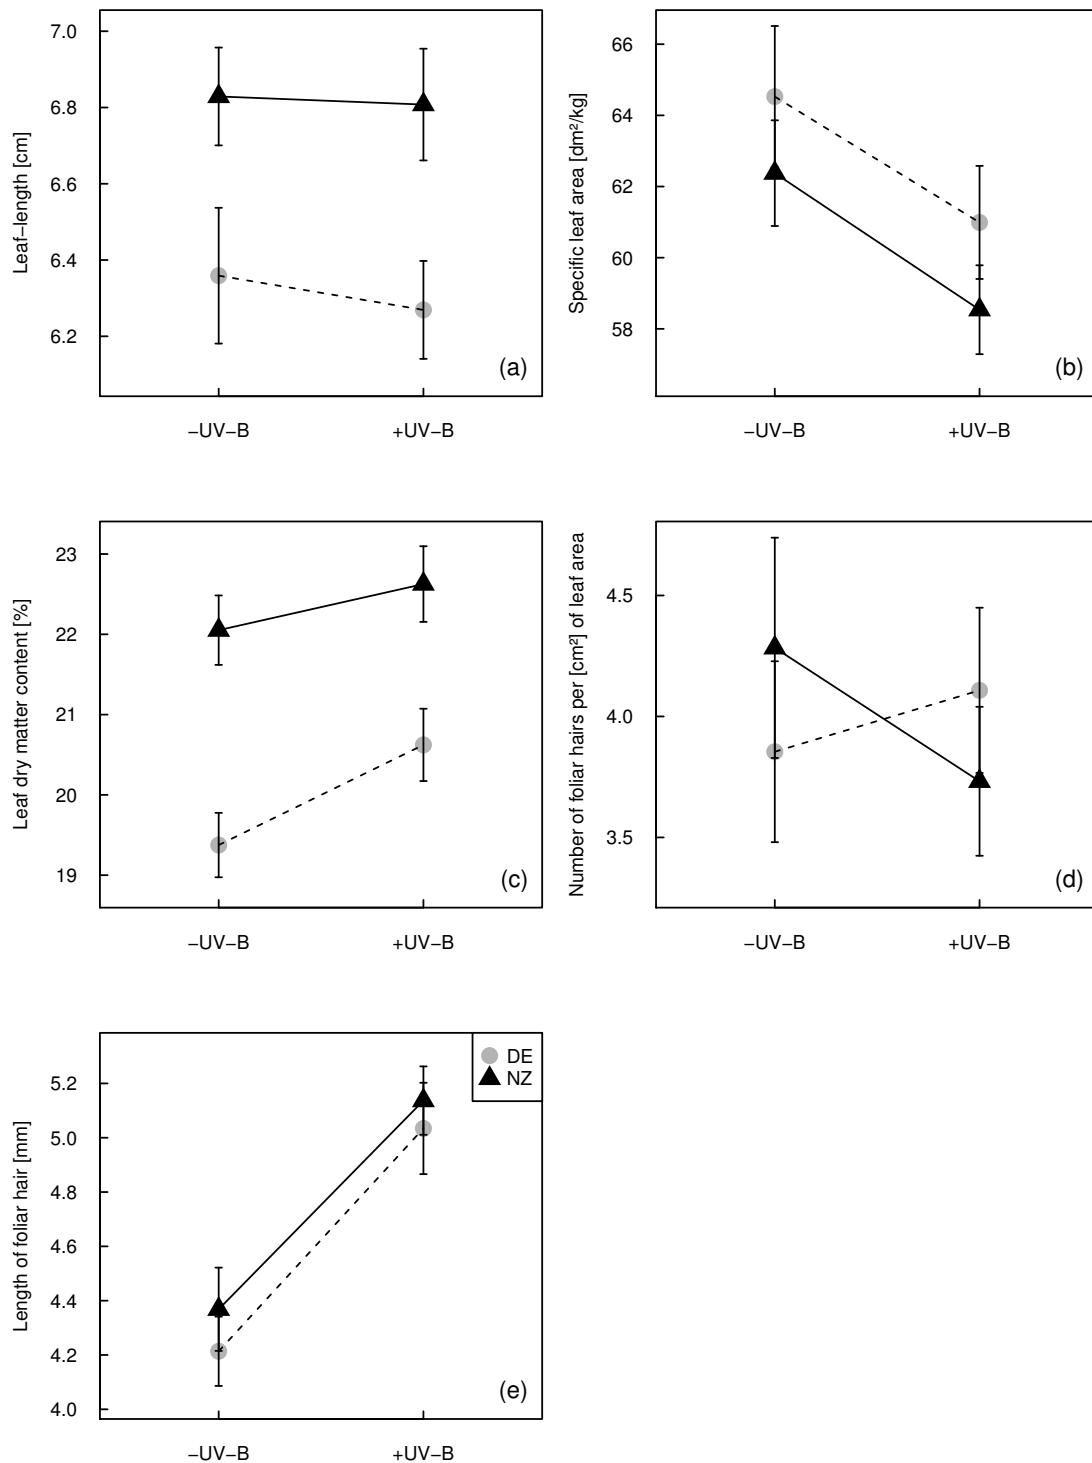 Leaf−length [cm]
7.0
6.8
6.6
6.4
6.2
−UV−B
+UV−B
(a)
Specific leaf area [dm²/kg]
66
64
62
60
58
−UV−B
+UV−B
(b)
Leaf dry matter content [%]
23
22
21
20
19
−UV−B
+UV−B
(c)
Number of foliar hairs per [cm²] of leaf area
4.5
4.0
3.5
−UV−B
+UV−B
(d)
Length of foliar hair [mm]
5.2
5.0
4.8
4.6
4.4
4.2
4.0
−UV−B
+UV−B
DE
NZ
(e)